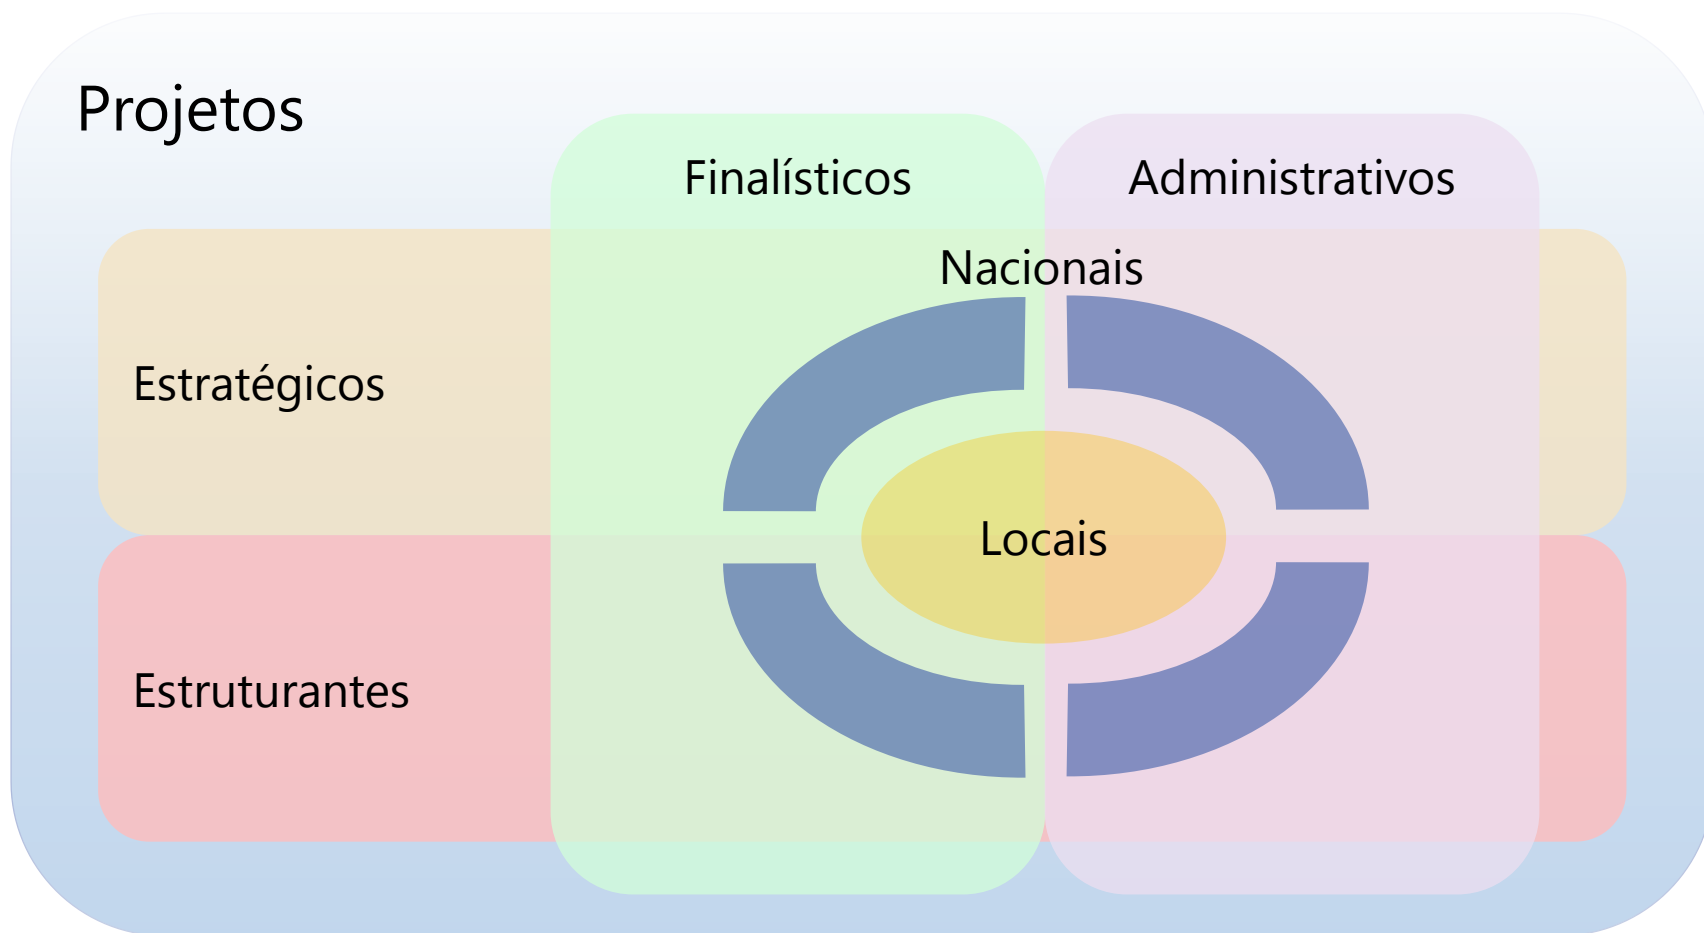 Projetos
Finalísticos
Administrativos
Nacionais
Estratégicos
Locais
Estruturantes